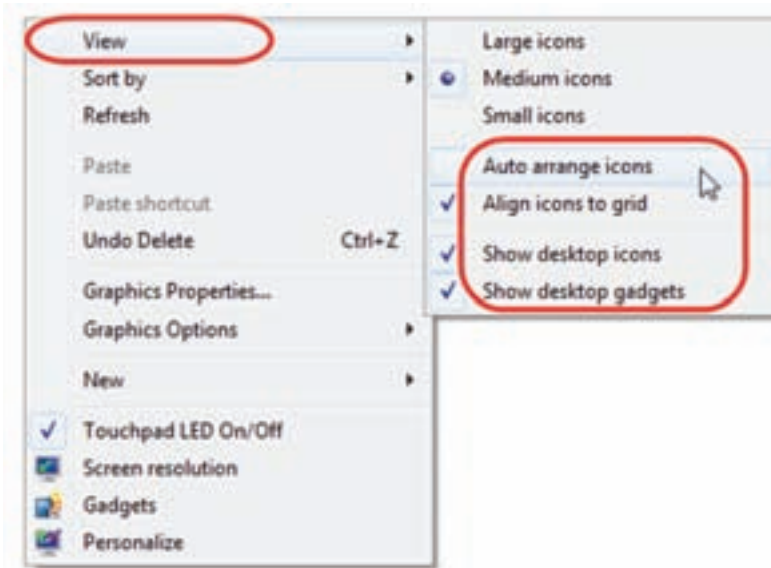 View
Sort by
Refresh
Paste
Paste shortcut
Undo Delete Ctrl+Z
Graphics Properties...
Graphics Options
New
Touchpad LED On/Off
Screen resolution
Gadgets
Personalize
Large icons
Medium icons
Small icons
Auto arrange icons
Align icons to grid
Show desktop icons
Show desktop gadgets